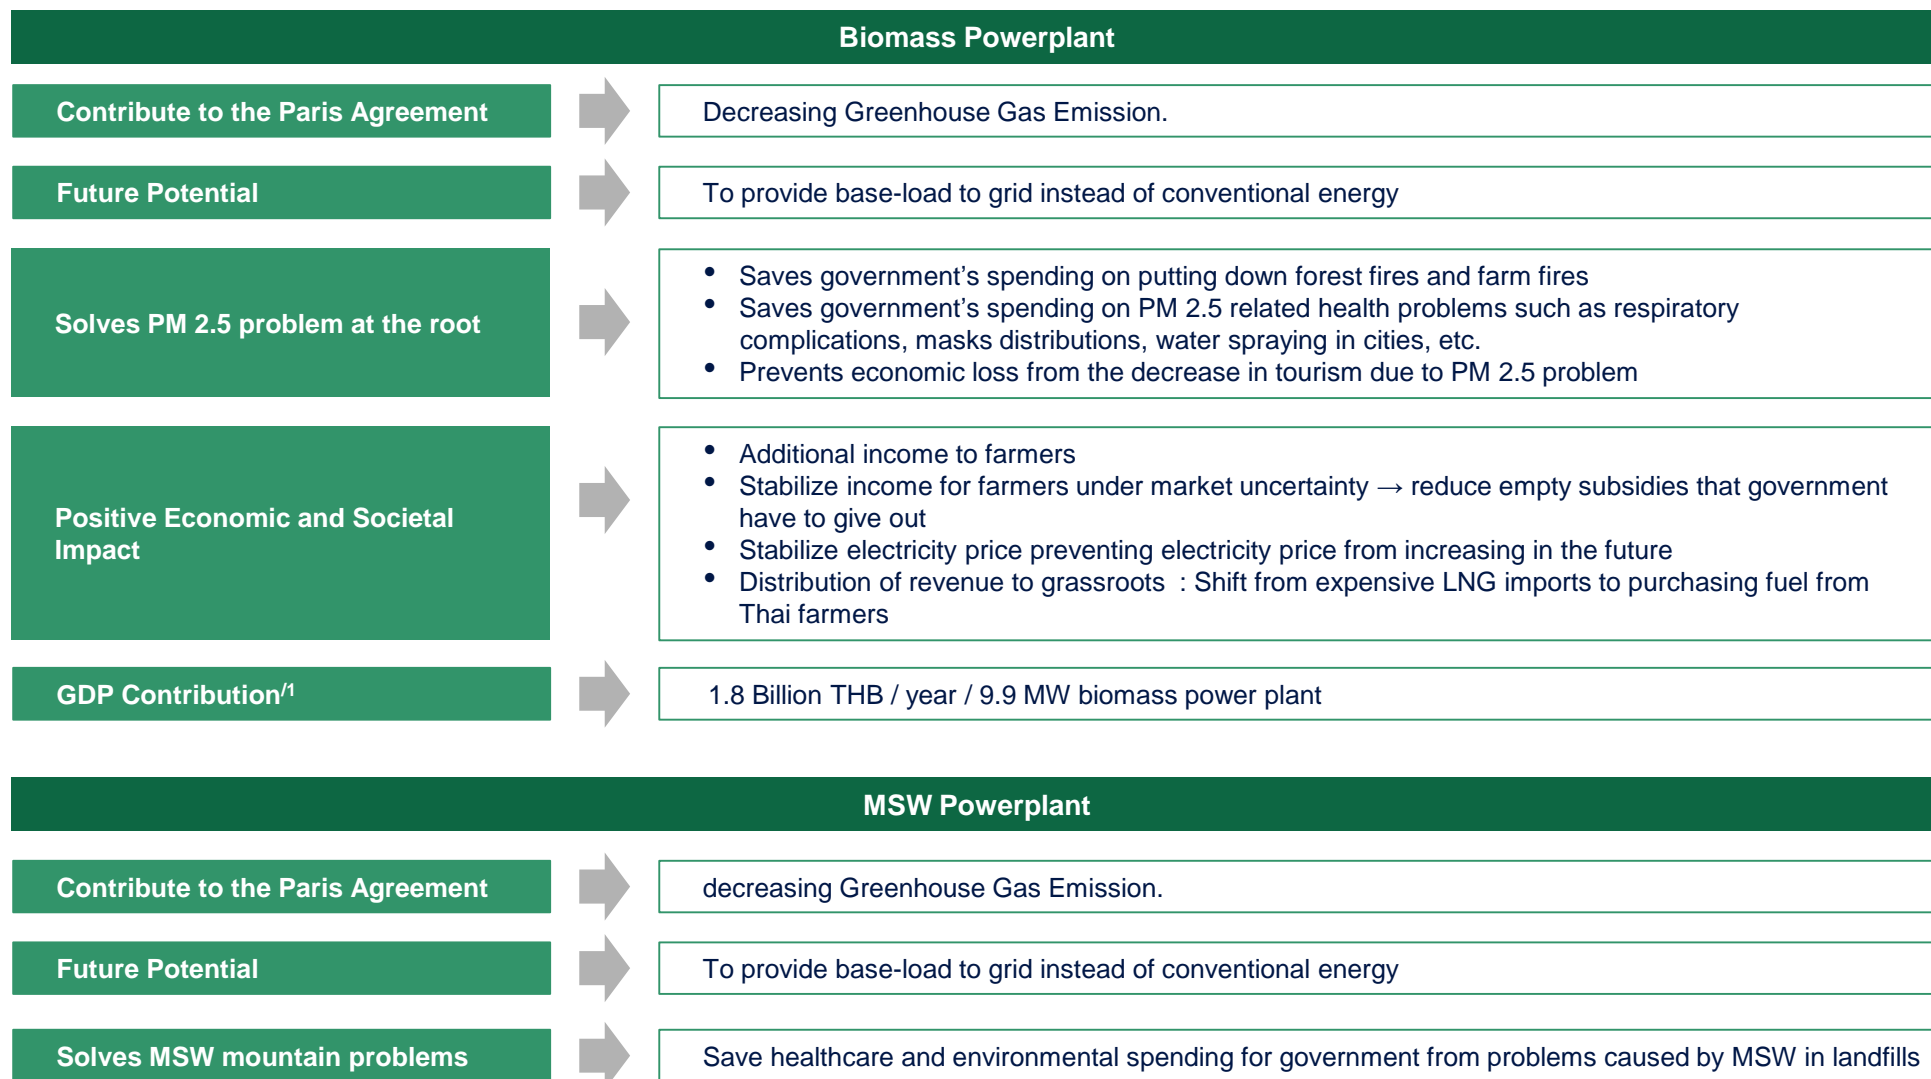 Biomass Powerplant
Contribute to the Paris Agreement
Decreasing Greenhouse Gas Emission.
Future Potential
To provide base-load to grid instead of conventional energy
Solves PM 2.5 problem at the root
• Saves government’s spending on putting down forest fires and farm fires
• Saves government’s spending on PM 2.5 related health problems such as respiratory
complications, masks distributions, water spraying in cities, etc.
• Prevents economic loss from the decrease in tourism due to PM 2.5 problem
Positive Economic and Societal
Impact
• Additional income to farmers
• Stabilize income for farmers under market uncertainty → reduce empty subsidies that government
have to give out
• Stabilize electricity price preventing electricity price from increasing in the future
• Distribution of revenue to grassroots : Shift from expensive LNG imports to purchasing fuel from
Thai farmers
GDP Contribution/1
1.8 Billion THB / year / 9.9 MW biomass power plant
MSW Powerplant
Contribute to the Paris Agreement
decreasing Greenhouse Gas Emission.
Future Potential
To provide base-load to grid instead of conventional energy
Solves MSW mountain problems
Save healthcare and environmental spending for government from problems caused by MSW in landfills